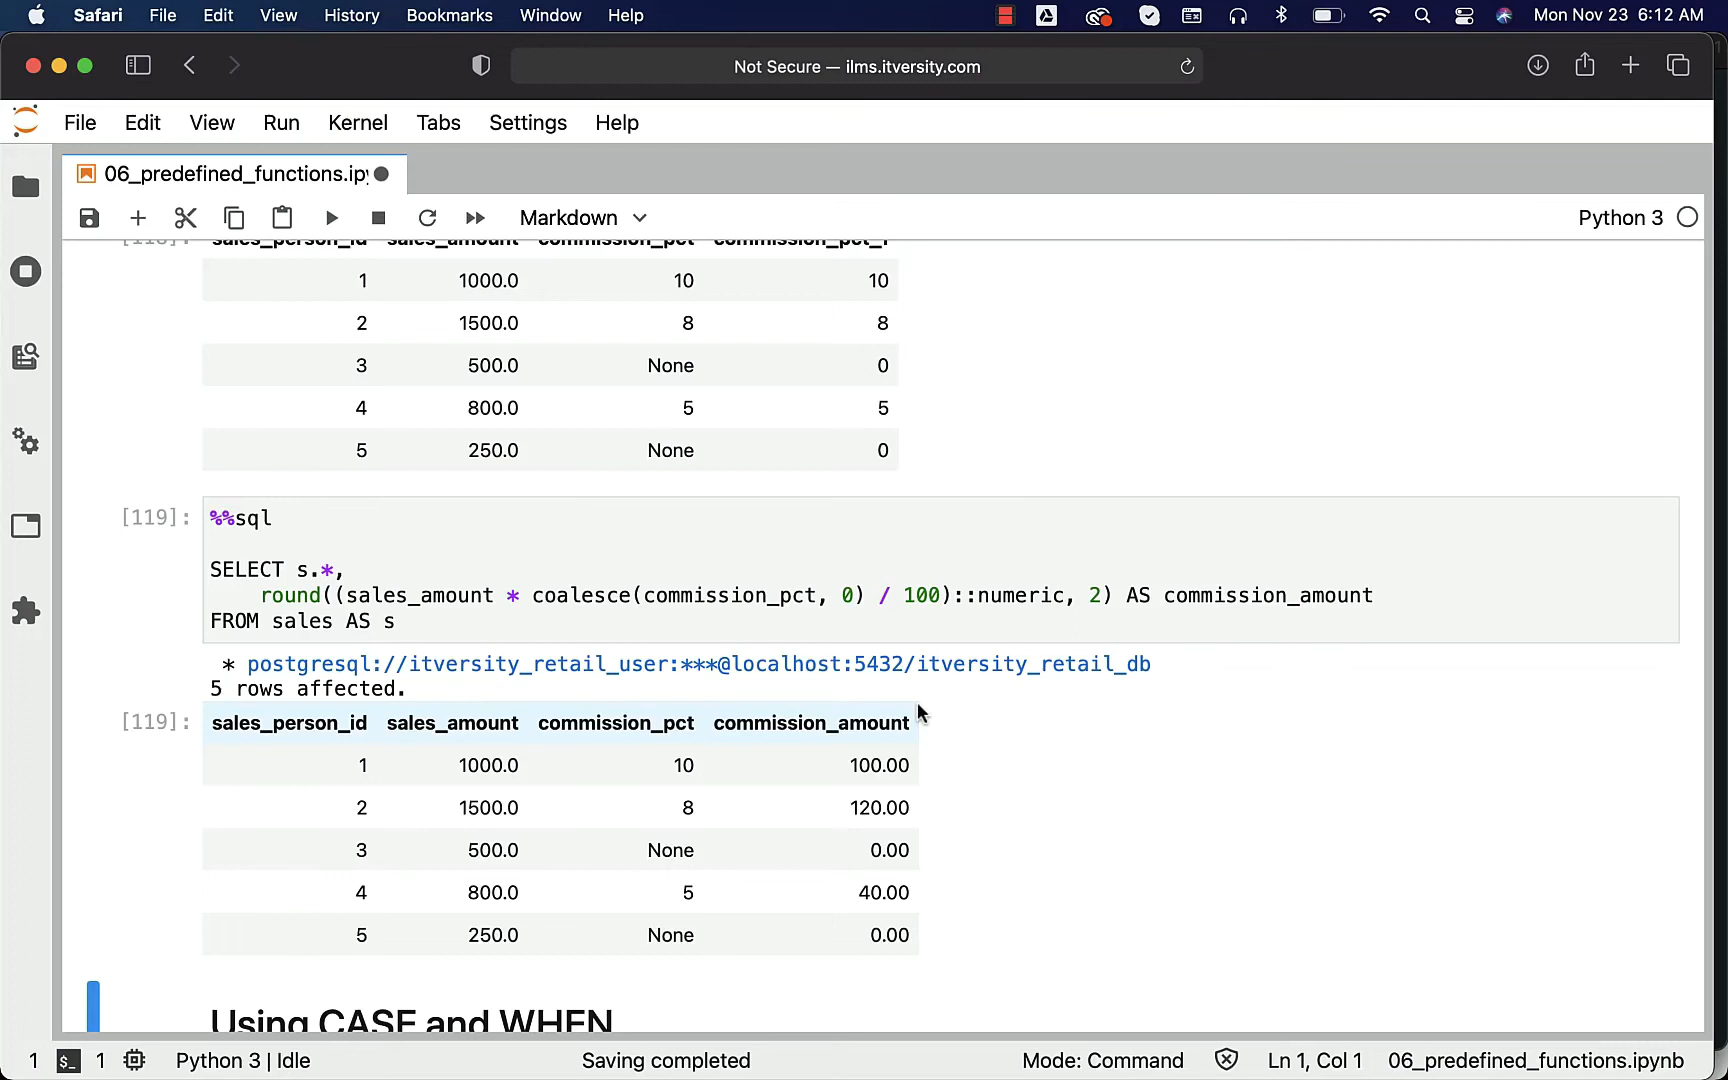 Safari File Edit View History Bookmarks Window Help Mon Nov 23 6:12 AM
Not Secure — ilms.itversity.com
File Edit View Run Kernel Tabs Settings Help
06_predefined_functions.ipy
Markdown Python 3
[118]: sales_person_id sales_amount commission_pct commission_pct_1
1 1000.0 10 10
2 1500.0 8 8
3 500.0 None 0
4 800.0 5 5
5 250.0 None 0
[119]: %%sql
SELECT s.*,
round((sales_amount * coalesce(commission_pct, 0) / 100)::numeric, 2) AS commission_amount
FROM sales AS s
* postgresql://itversity_retail_user:***@localhost:5432/itversity_retail_db
5 rows affected.
[119]: sales_person_id sales_amount commission_pct commission_amount
1 1000.0 10 100.00
2 1500.0 8 120.00
3 500.0 None 0.00
4 800.0 5 40.00
5 250.0 None 0.00
Using CASE and WHEN
1 $_ 1 Python 3 | Idle Saving completed Mode: Command Ln 1, Col 1 06_predefined_functions.ipynb